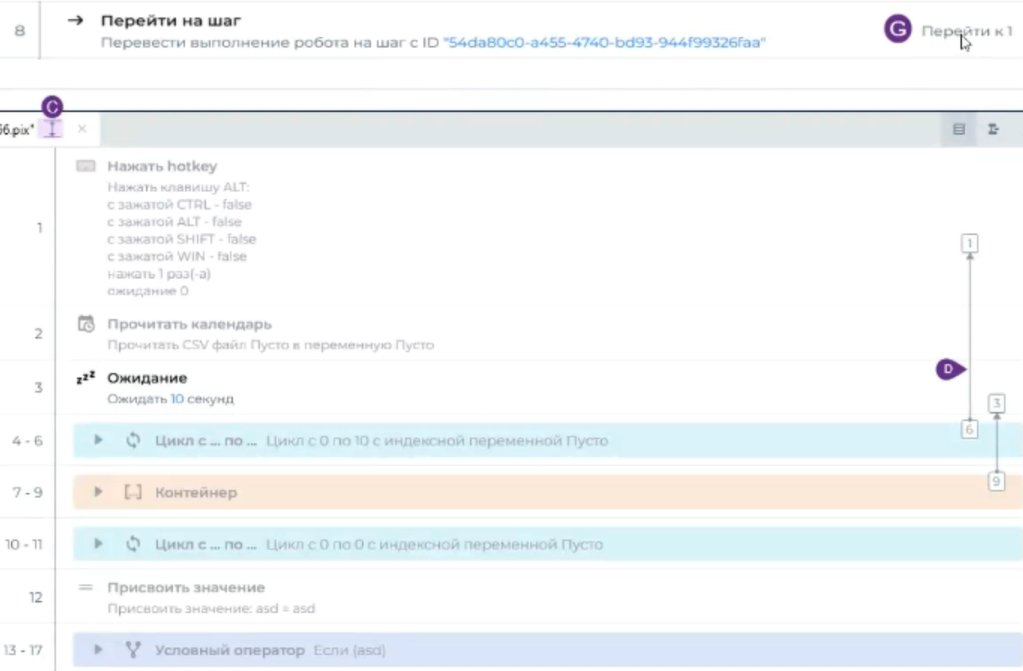 8
Перейти на шаг
Перевести выполнение робота на шаг с ID "54da80c0-a455-4740-bd93-944f99326faa"
G Перейти к 1
C
бб.pix*
1
Нажать hotkey
Нажать клавишу ALT:
с зажатой CTRL - false
с зажатой ALT - false
с зажатой SHIFT - false
с зажатой WIN - false
нажать 1 раз(-а)
ожидание 0
1
2
Прочитать календарь
Прочитать CSV файл Пусто в переменную Пусто
3
zzz Ожидание
Ожидать 10 секунд
D
3
4 - 6
Цикл с ... по ... Цикл с 0 по 10 с индексной переменной Пусто
6
7 - 9
Контейнер
9
10 - 11
Цикл с ... по ... Цикл с 0 по 0 с индексной переменной Пусто
12
Присвоить значение
Присвоить значение: asd = asd
13 - 17
Условный оператор Если (asd)